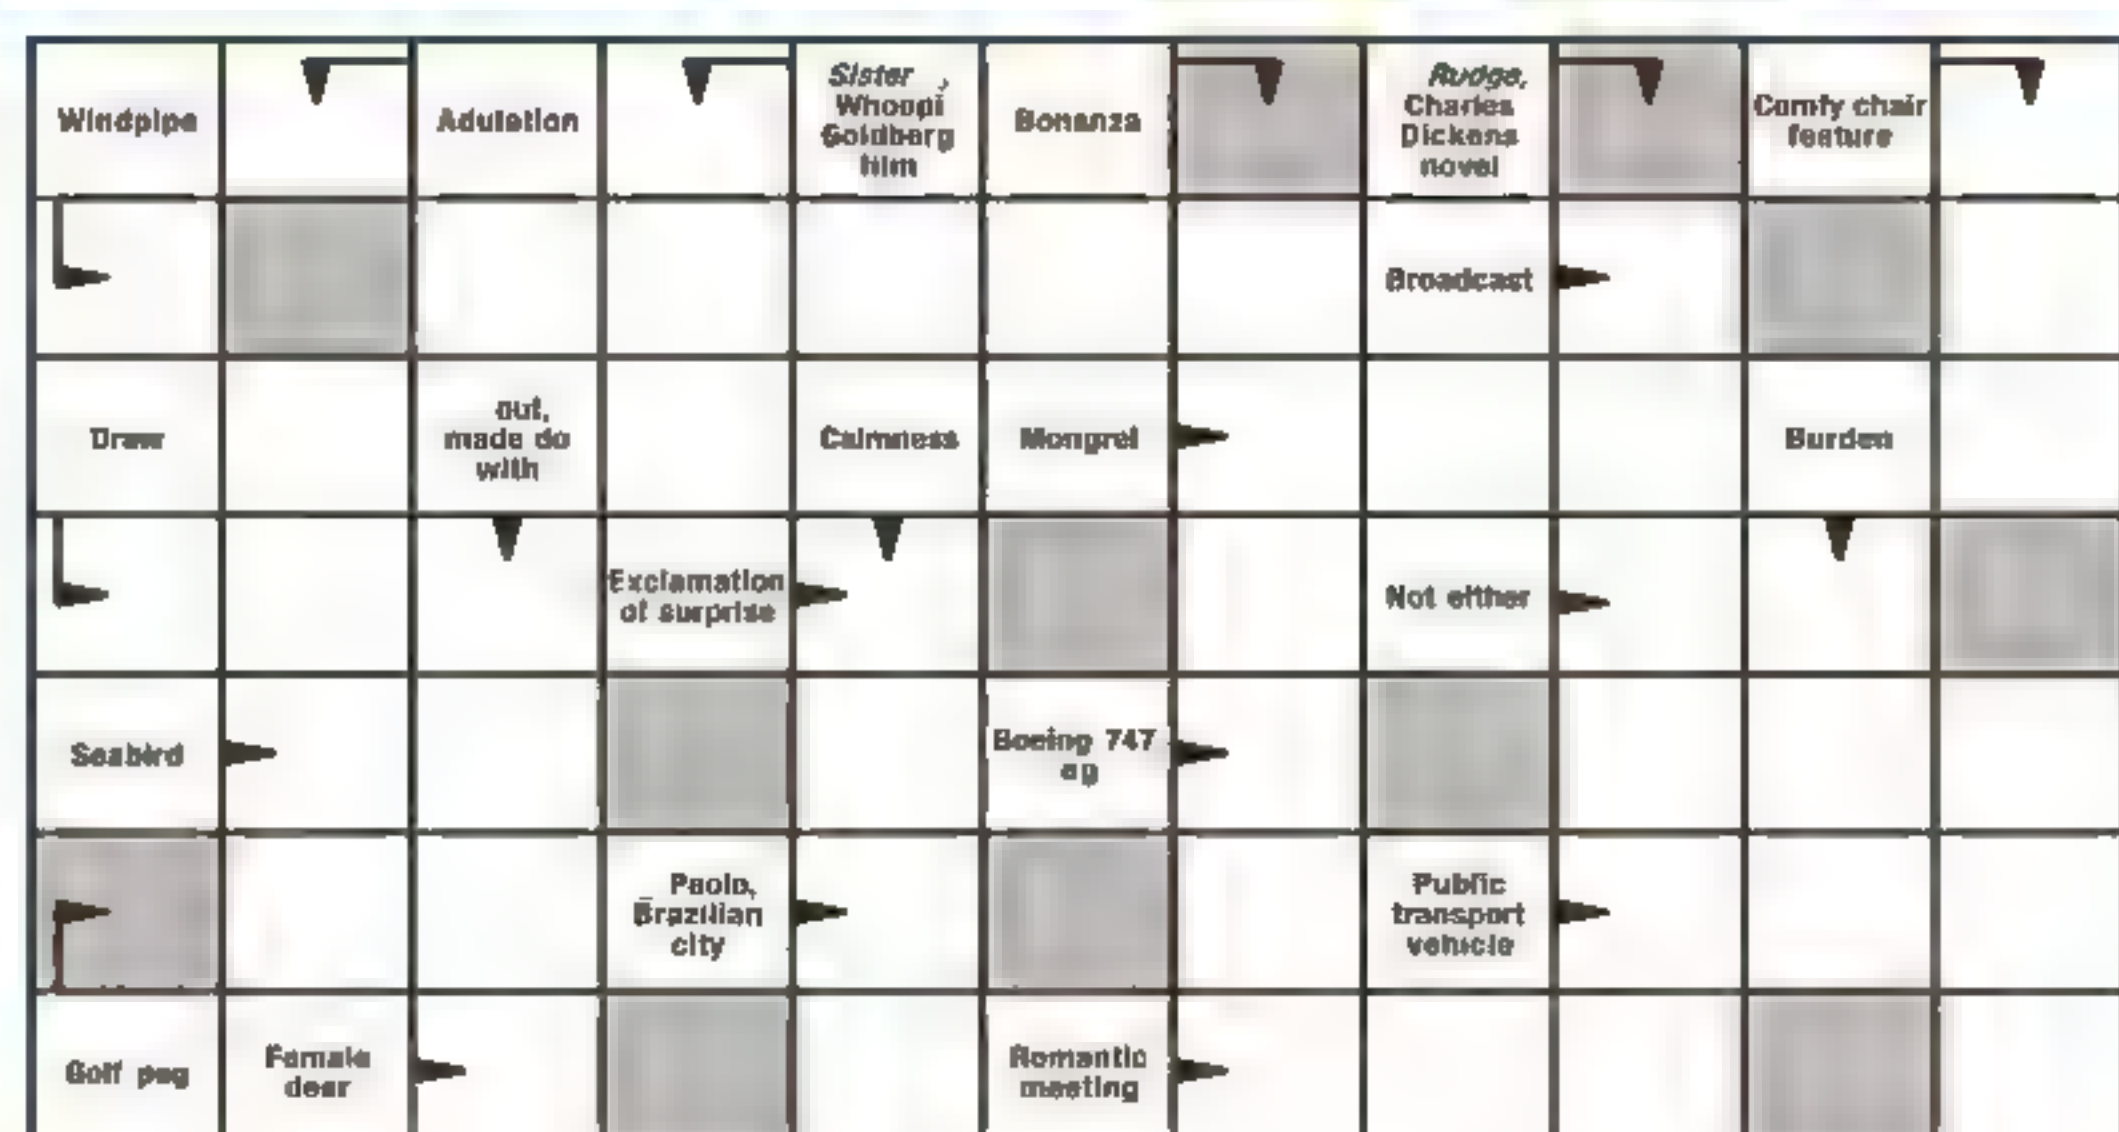 Windpipe
Adulation
Sister ,
Whoopi
Goldberg
film
Bonanza
Rudge,
Charles
Dickens
novel
Comfy chair
feature
Broadcast
Draw
out,
made do
with
Calmness
Mongrel
Burden
Exclamation
of surprise
Not either
Seabird
Boeing 747
eg
_ Paolo,
Brazilian
city
Public
transport
vehicle
Golf peg
Female
deer
Romantic
meeting